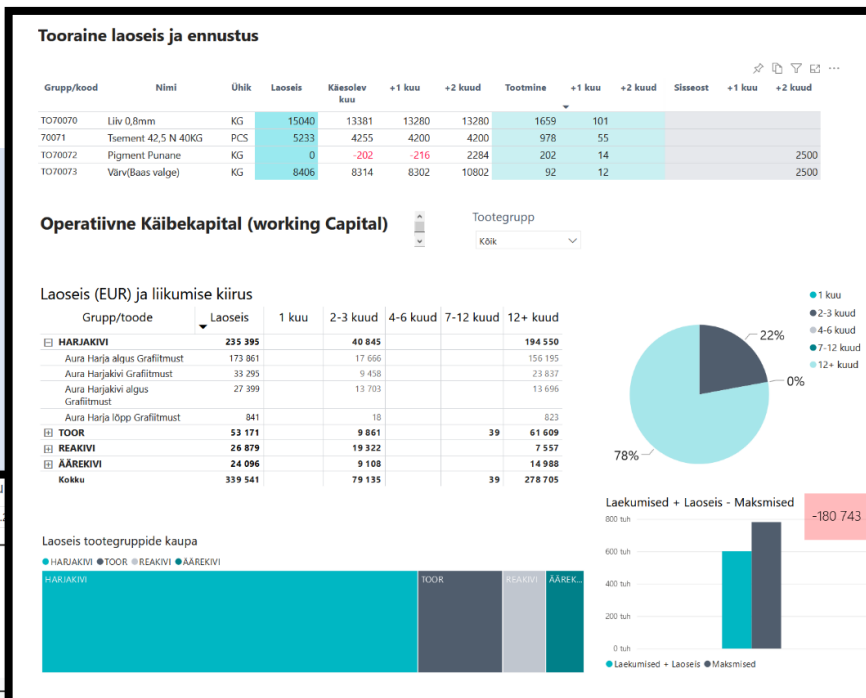 Tooraine laoseis ja ennustus
Grupp/kood Nimi Ühik Laoseis Käesolev kuu +1 kuu +2 kuud Tootmine +1 kuu +2 kuud Sisseost +1 kuu +2 kuud
TO70070 Liiv 0,8mm KG 15040 13381 13280 13280 1659 101
70071 Tsement 42,5 N 40KG PCS 5233 4255 4200 4200 978 55
TO70072 Pigment Punane KG 0 -202 -216 2284 202 14 2500
TO70073 Värv(Baas valge) KG 8406 8314 8302 10802 92 12 2500
Operatiivne Käibekapital (working Capital)
Tootegrupp
Kõik
Laoseis (EUR) ja liikumise kiirus
Grupp/toode Laoseis 1 kuu 2-3 kuud 4-6 kuud 7-12 kuud 12+ kuud
HARJAKIVI 235 395 40 845 194 550
Aura Harja algus Grafiitmust 173 861 17 666 156 195
Aura Harjakivi Grafiitmust 33 295 9 458 23 837
Aura Harjakivi algus Grafiitmust 27 399 13 703 13 696
Aura Harja lõpp Grafiitmust 841 18 823
TOOR 53 171 9 861 39 61 609
REAKIVI 26 879 19 322 7 557
ÄÄREKIVI 24 096 9 108 14 988
Kokku 339 541 79 135 39 278 705
1 kuu
2-3 kuud
4-6 kuud
7-12 kuud
12+ kuud
22%
0%
78%
Laoseis tootegruppide kaupa
HARJAKIVI TOOR REAKIVI ÄÄREKIVI
HARJAKIVI TOOR REAKIVI ÄÄREK...
Laekumised + Laoseis - Maksmised
-180 743
800 tuh
600 tuh
400 tuh
200 tuh
0 tuh
Laekumised + Laoseis Maksmised